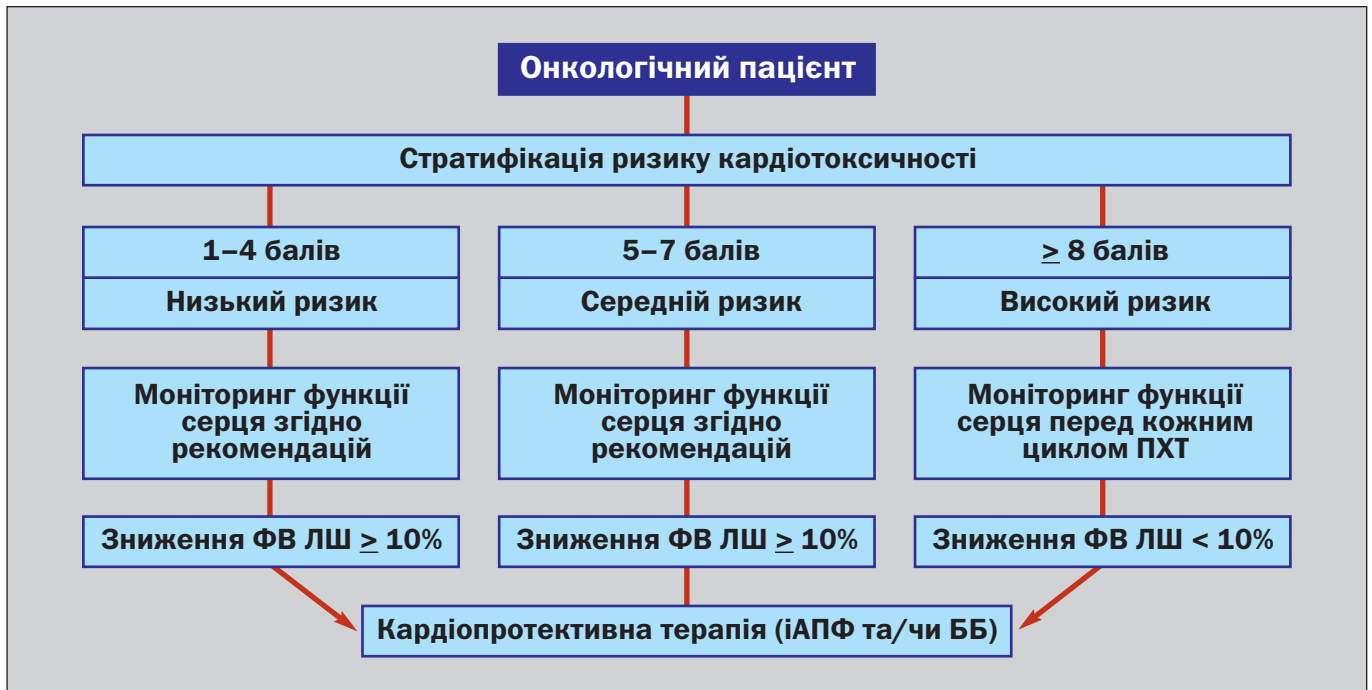 Онкологічний пацієнт
Стратифікація ризику кардіотоксичності
1–4 балів
Низький ризик
Моніторинг функції
серця згідно
рекомендацій
Зниження ФВ ЛШ ≥ 10%
5–7 балів
Середній ризик
Моніторинг функції
серця згідно
рекомендацій
Зниження ФВ ЛШ ≥ 10%
≥ 8 балів
Високий ризик
Моніторинг функції
серця перед кожним
циклом ПХТ
Зниження ФВ ЛШ < 10%
Кардіопротективна терапія (іАПФ та/чи ББ)